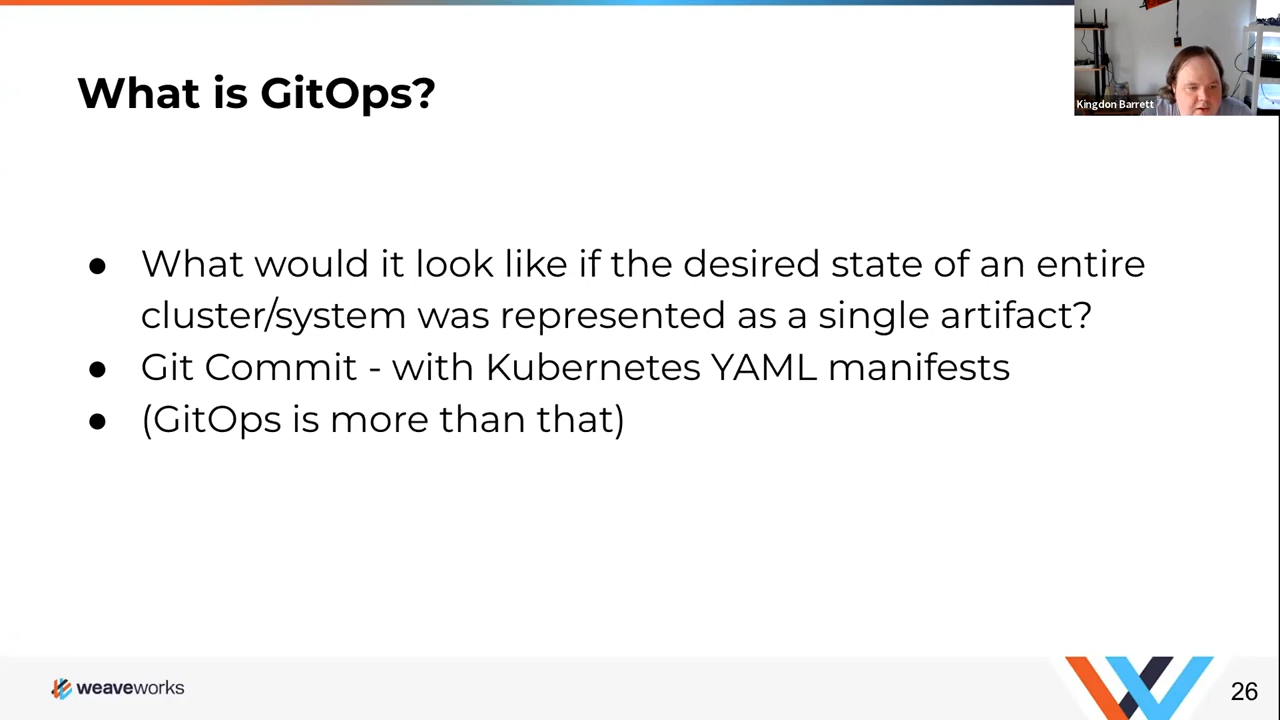 Kingdon Barrett
What is GitOps?
● What would it look like if the desired state of an entire
cluster/system was represented as a single artifact?
● Git Commit - with Kubernetes YAML manifests
● (GitOps is more than that)
weaveworks
26